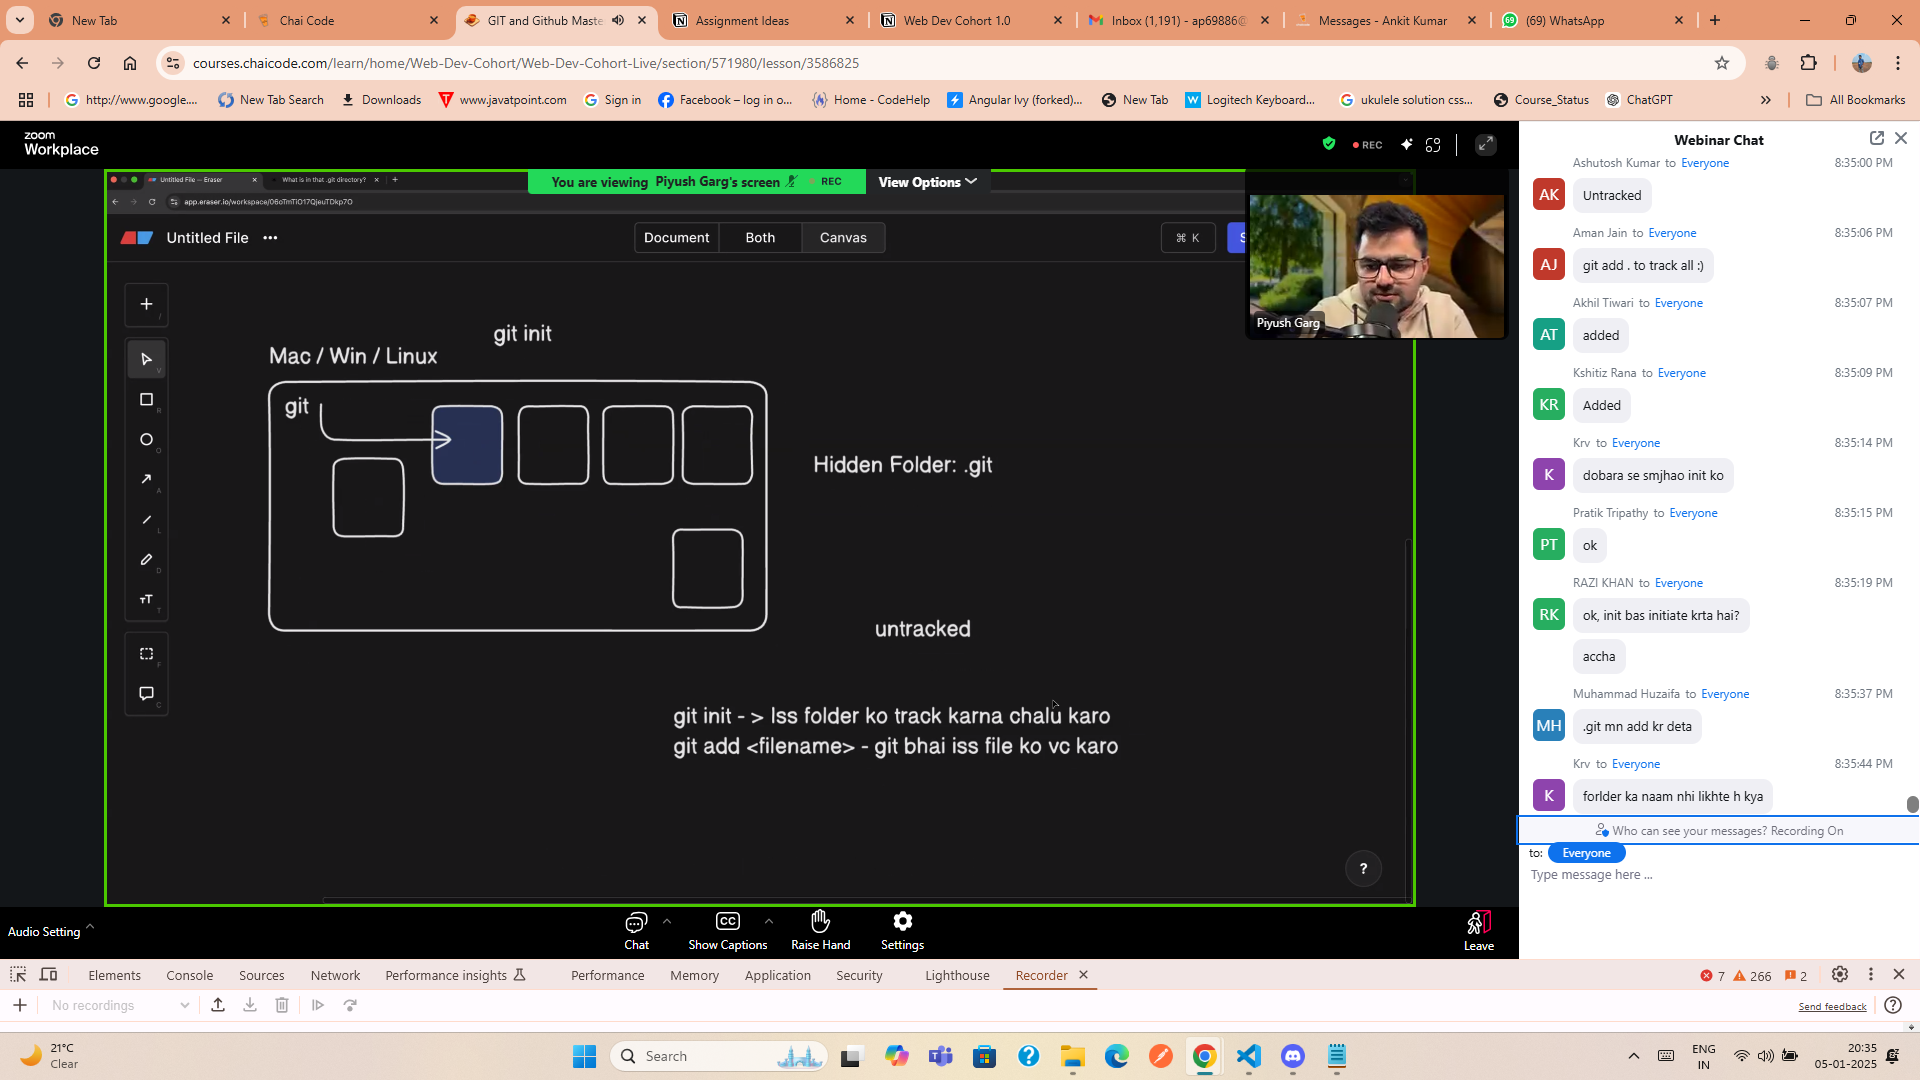 New Tab
Chai Code
GIT and Github Maste
Assignment Ideas
Web Dev Cohort 1.0
Inbox (1,191) - ap69886@
Messages - Ankit Kumar
(69) WhatsApp
courses.chaicode.com/learn/home/Web-Dev-Cohort/Web-Dev-Cohort-Live/section/571980/lesson/3586825
http://www.google....
New Tab Search
Downloads
www.javatpoint.com
Sign in
Facebook – log in o...
Home - CodeHelp
Angular Ivy (forked)...
New Tab
Logitech Keyboard...
ukulele solution css...
Course_Status
ChatGPT
All Bookmarks
zoom
Workplace
REC
Untitled File — Eraser
What is in that .git directory?
You are viewing Piyush Garg's screen
REC
View Options
app.eraser.io/workspace/06oTmTiO17QjeuTDkp7O
Untitled File
Document
Both
Canvas
⌘ K
S
Piyush Garg
git init
Mac / Win / Linux
git
Hidden Folder: .git
untracked
git init - > Iss folder ko track karna chalu karo
git add <filename> - git bhai iss file ko vc karo
?
Webinar Chat
Ashutosh Kumar to Everyone 8:35:00 PM
AK Untracked
Aman Jain to Everyone 8:35:06 PM
AJ git add . to track all :)
Akhil Tiwari to Everyone 8:35:07 PM
AT added
Kshitiz Rana to Everyone 8:35:09 PM
KR Added
Krv to Everyone 8:35:14 PM
K dobara se smjhao init ko
Pratik Tripathy to Everyone 8:35:15 PM
PT ok
RAZI KHAN to Everyone 8:35:19 PM
RK ok, init bas initiate krta hai?
accha
Muhammad Huzaifa to Everyone 8:35:37 PM
MH .git mn add kr deta
Krv to Everyone 8:35:44 PM
K forlder ka naam nhi likhte h kya
Who can see your messages? Recording On
to: Everyone
Type message here ...
Audio Setting
Chat
CC
Show Captions
Raise Hand
Settings
Leave
Elements
Console
Sources
Network
Performance insights
Performance
Memory
Application
Security
Lighthouse
Recorder
7
266
2
No recordings
Send feedback
21°C
Clear
Search
ENG
IN
20:35
05-01-2025